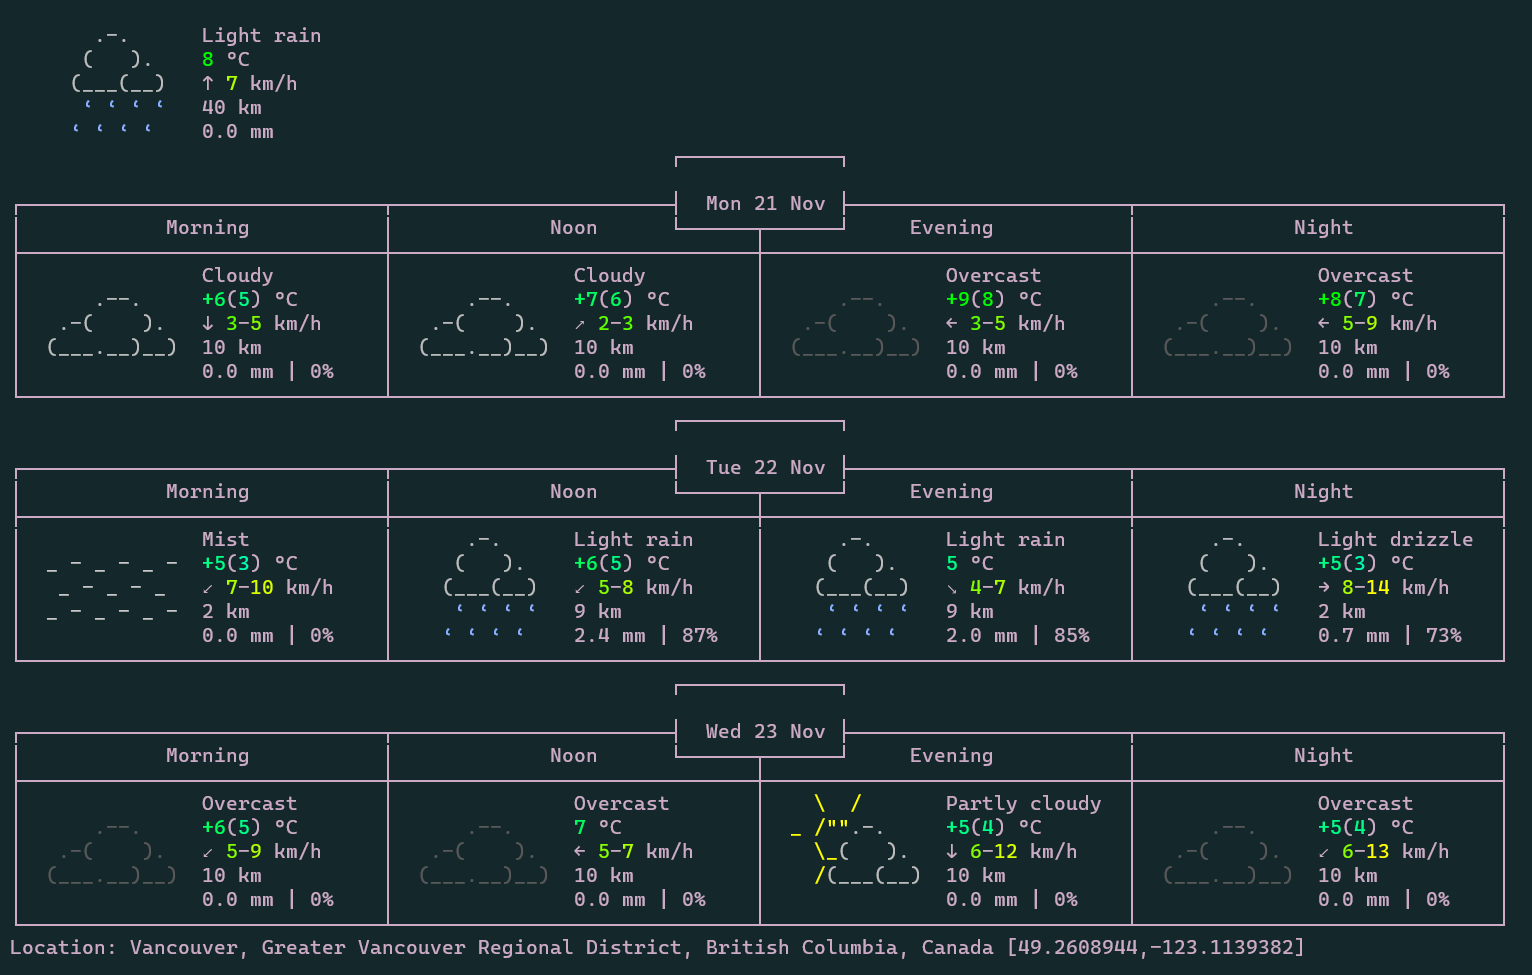 Light rain
8 °C
↑ 7 km/h
40 km
0.0 mm
Mon 21 Nov
Morning Noon Evening Night
Cloudy Cloudy Overcast Overcast
+6(5) °C +7(6) °C +9(8) °C +8(7) °C
↓ 3-5 km/h ↗ 2-3 km/h ← 3-5 km/h ← 5-9 km/h
10 km 10 km 10 km 10 km
0.0 mm | 0% 0.0 mm | 0% 0.0 mm | 0% 0.0 mm | 0%
Tue 22 Nov
Morning Noon Evening Night
Mist Light rain Light rain Light drizzle
+5(3) °C +6(5) °C 5 °C +5(3) °C
↙ 7-10 km/h ↙ 5-8 km/h ↘ 4-7 km/h → 8-14 km/h
2 km 9 km 9 km 2 km
0.0 mm | 0% 2.4 mm | 87% 2.0 mm | 85% 0.7 mm | 73%
Wed 23 Nov
Morning Noon Evening Night
Overcast Overcast Partly cloudy Overcast
+6(5) °C 7 °C +5(4) °C +5(4) °C
↙ 5-9 km/h ← 5-7 km/h ↓ 6-12 km/h ↙ 6-13 km/h
10 km 10 km 10 km 10 km
0.0 mm | 0% 0.0 mm | 0% 0.0 mm | 0% 0.0 mm | 0%
Location: Vancouver, Greater Vancouver Regional District, British Columbia, Canada [49.2608944,-123.1139382]